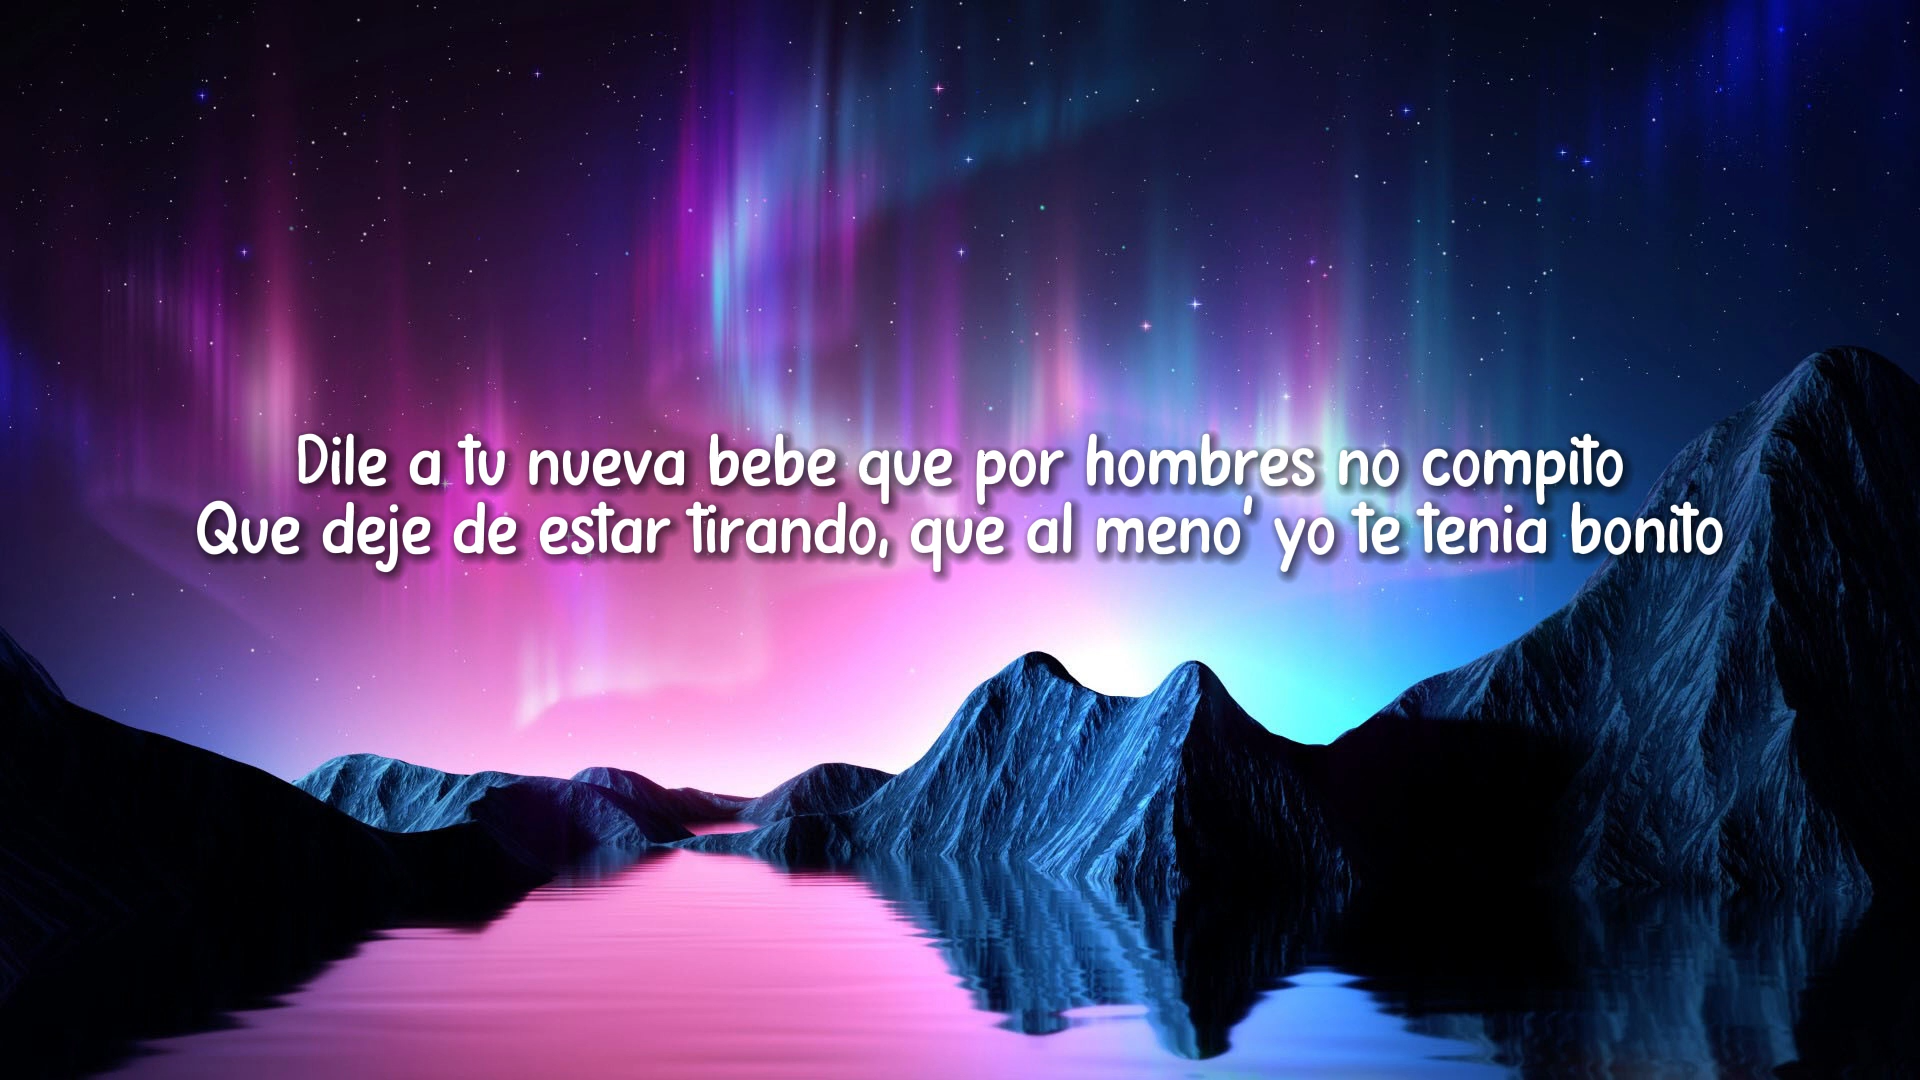 Dile a tu nueva bebe que por hombres no compito
Que deje de estar tirando, que al meno' yo te tenia bonito